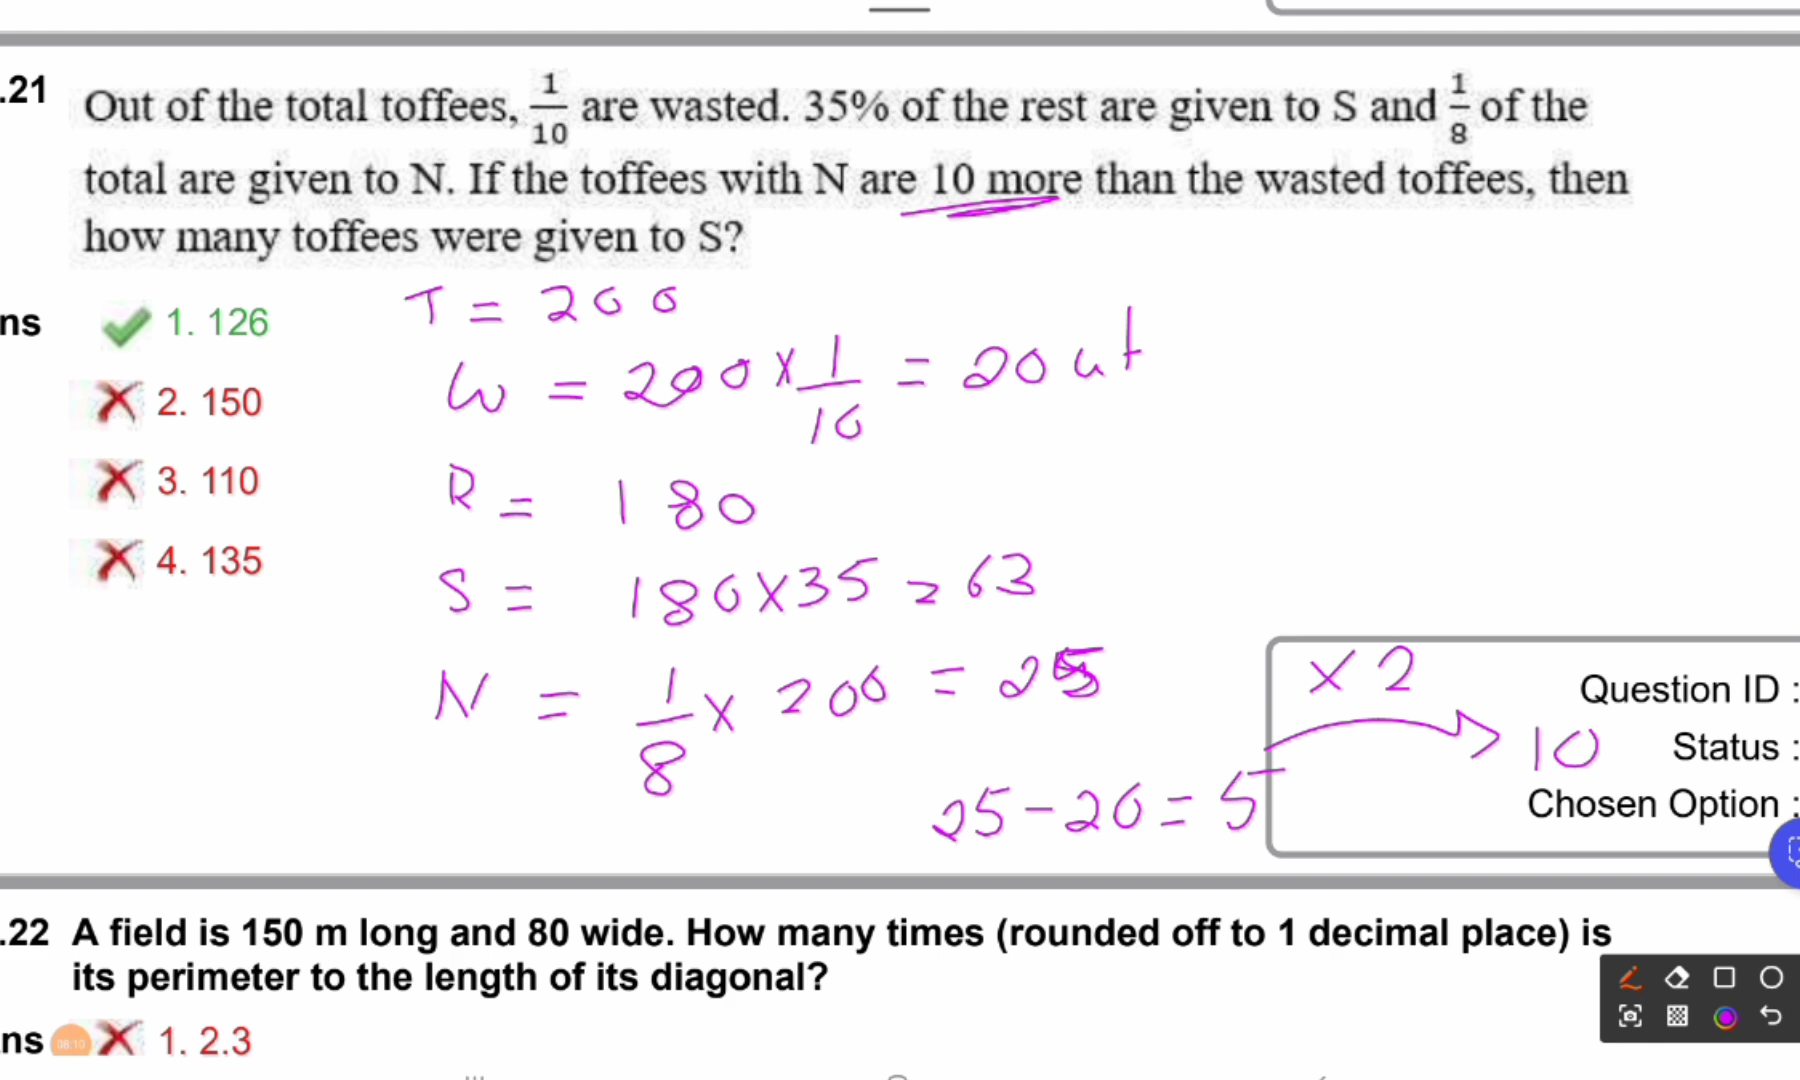 .21 Out of the total toffees, 1/10 are wasted. 35% of the rest are given to S and 1/8 of the
total are given to N. If the toffees with N are 10 more than the wasted toffees, then
how many toffees were given to S?
ns 1. 126
2. 150
3. 110
4. 135
T = 200
W = 200 × 1/10 = 20 ut
R = 180
S = 180 × 35 = 63
N = 1/8 × 200 = 25
25 - 20 = 5
× 2
10
Question ID :
Status :
Chosen Option :
.22 A field is 150 m long and 80 wide. How many times (rounded off to 1 decimal place) is
its perimeter to the length of its diagonal?
ns 08:10 1. 2.3